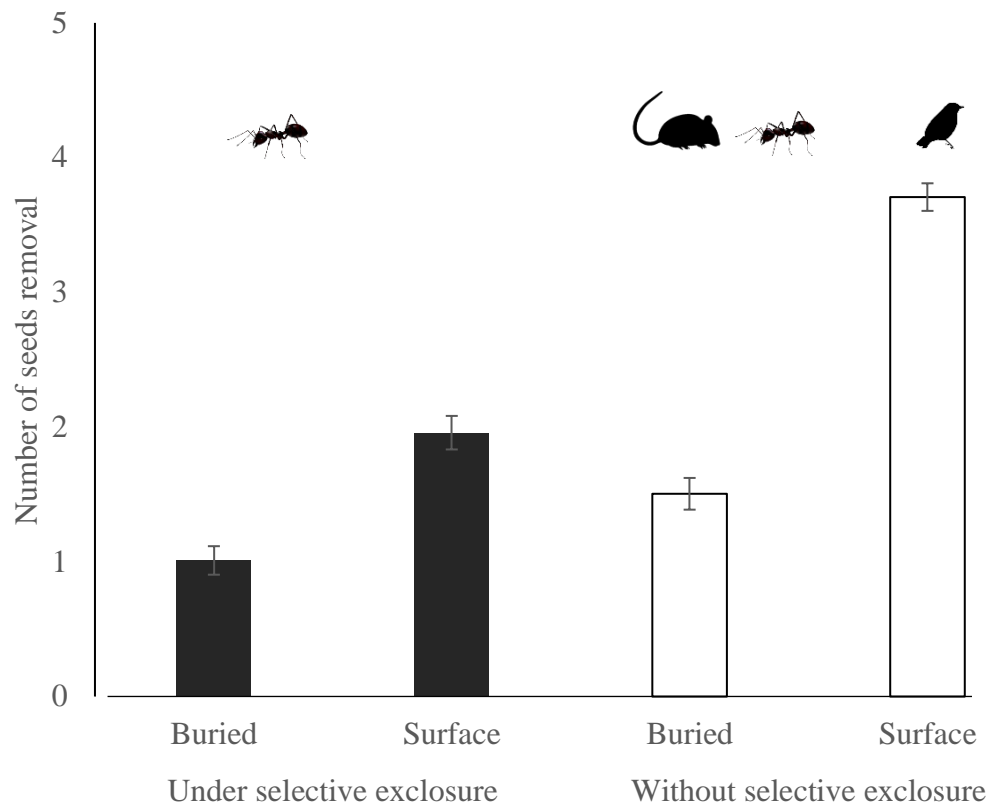 5
4
3
2
1
0
Number of seeds removal
Buried Surface Buried Surface
Under selective exclosure Without selective exclosure